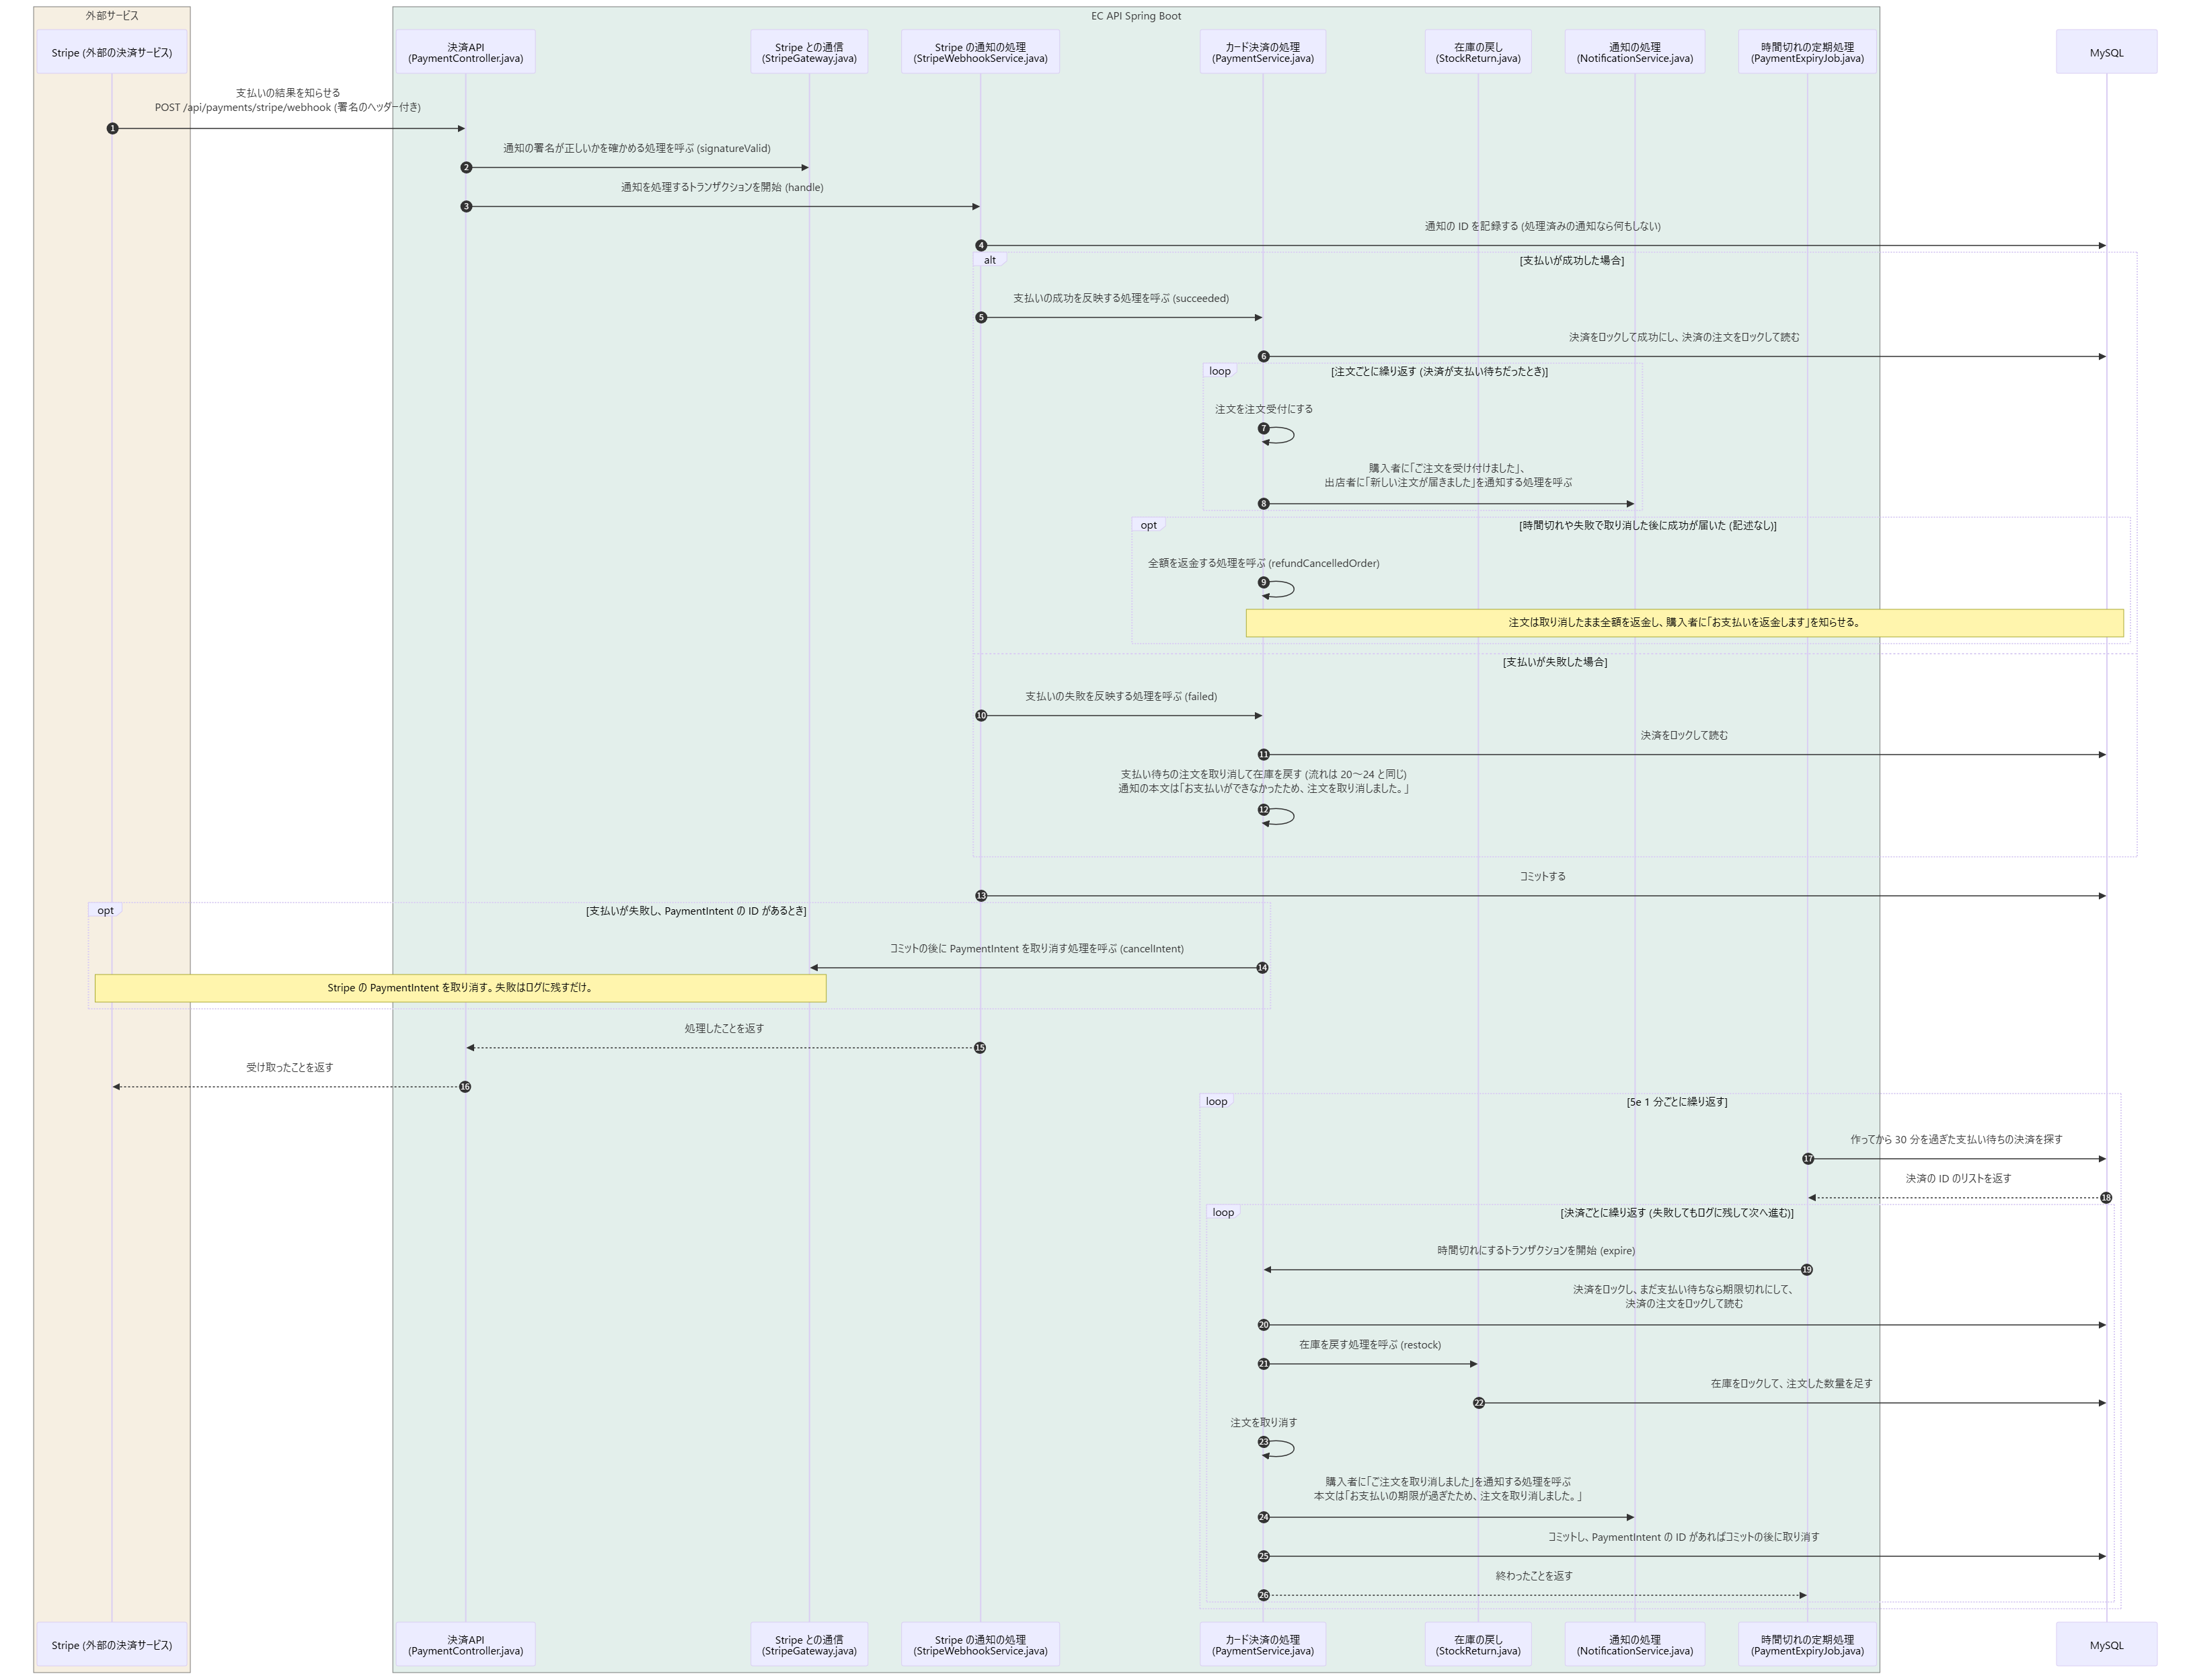 外部サービス
EC API Spring Boot
Stripe (外部の決済サービス)
決済API
(PaymentController.java)
Stripe との通信
(StripeGateway.java)
Stripe の通知の処理
(StripeWebhookService.java)
カード決済の処理
(PaymentService.java)
在庫の戻し
(StockReturn.java)
通知の処理
(NotificationService.java)
時間切れの定期処理
(PaymentExpiryJob.java)
MySQL
支払いの結果を知らせる
POST /api/payments/stripe/webhook (署名のヘッダー付き)
1
通知の署名が正しいかを確かめる処理を呼ぶ (signatureValid)
2
通知を処理するトランザクションを開始 (handle)
3
通知の ID を記録する (処理済みの通知なら何もしない)
4
alt
[支払いが成功した場合]
支払いの成功を反映する処理を呼ぶ (succeeded)
5
決済をロックして成功にし、決済の注文をロックして読む
6
loop
[注文ごとに繰り返す (決済が支払い待ちだったとき)]
注文を注文受付にする
7
購入者に「ご注文を受け付けました」、
出店者に「新しい注文が届きました」を通知する処理を呼ぶ
8
opt
[時間切れや失敗で取り消した後に成功が届いた (記述なし)]
全額を返金する処理を呼ぶ (refundCancelledOrder)
9
注文は取り消したまま全額を返金し、購入者に「お支払いを返金します」を知らせる。
[支払いが失敗した場合]
支払いの失敗を反映する処理を呼ぶ (failed)
10
決済をロックして読む
11
支払い待ちの注文を取り消して在庫を戻す (流れは 20～24 と同じ)
通知の本文は「お支払いができなかったため、注文を取り消しました。」
12
コミットする
13
opt
[支払いが失敗し、PaymentIntent の ID があるとき]
コミットの後に PaymentIntent を取り消す処理を呼ぶ (cancelIntent)
14
Stripe の PaymentIntent を取り消す。失敗はログに残すだけ。
処理したことを返す
15
受け取ったことを返す
16
loop
[5e 1 分ごとに繰り返す]
作ってから 30 分を過ぎた支払い待ちの決済を探す
17
決済の ID のリストを返す
18
loop
[決済ごとに繰り返す (失敗してもログに残して次へ進む)]
時間切れにするトランザクションを開始 (expire)
19
決済をロックし、まだ支払い待ちなら期限切れにして、
決済の注文をロックして読む
20
在庫を戻す処理を呼ぶ (restock)
21
在庫をロックして、注文した数量を足す
22
注文を取り消す
23
購入者に「ご注文を取り消しました」を通知する処理を呼ぶ
本文は「お支払いの期限が過ぎたため、注文を取り消しました。」
24
コミットし、PaymentIntent の ID があればコミットの後に取り消す
25
終わったことを返す
26
Stripe (外部の決済サービス)
決済API
(PaymentController.java)
Stripe との通信
(StripeGateway.java)
Stripe の通知の処理
(StripeWebhookService.java)
カード決済の処理
(PaymentService.java)
在庫の戻し
(StockReturn.java)
通知の処理
(NotificationService.java)
時間切れの定期処理
(PaymentExpiryJob.java)
MySQL